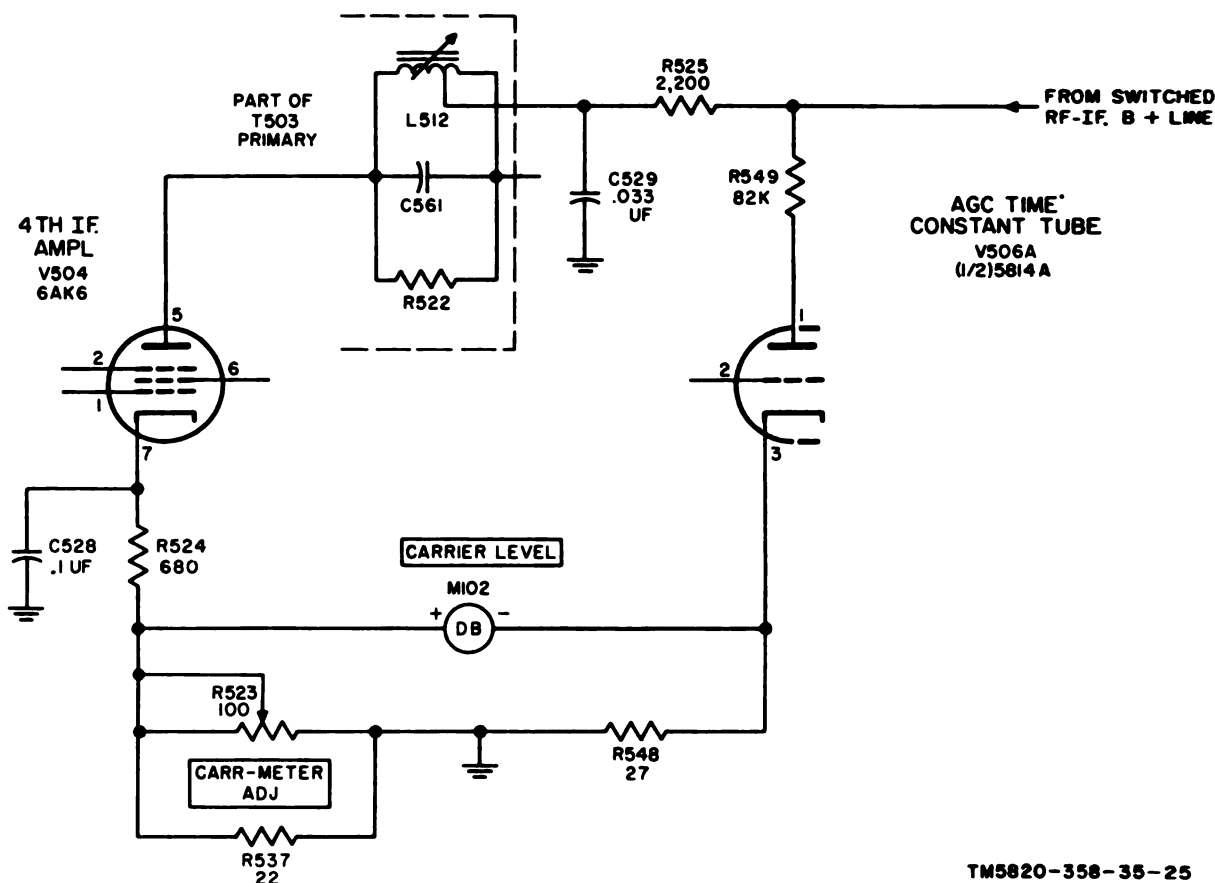 PART OF
T503
PRIMARY
L512
C561
R522
R525
2,200
FROM SWITCHED
RF-IF. B + LINE
C529
.033
UF
R549
82K
AGC TIME
CONSTANT TUBE
V506A
(1/2)5814A
4TH IF.
AMPL
V504
6AK6
5
2
6
1
7
1
2
3
C528
.1 UF
R524
680
CARRIER LEVEL
M102
+
DB
-
R523
100
CARR-METER
ADJ
R537
22
R548
27
TM5820-358-35-25